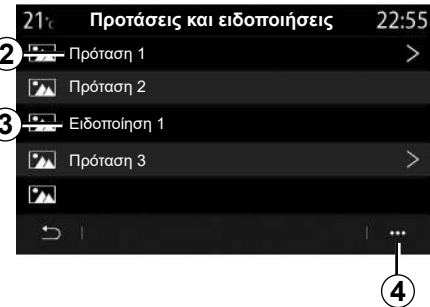 21°c Προτάσεις και ειδοποιήσεις 22:55
2 Πρόταση 1 >
Πρόταση 2
3 Ειδοποίηση 1
Πρόταση 3 >
•••
4